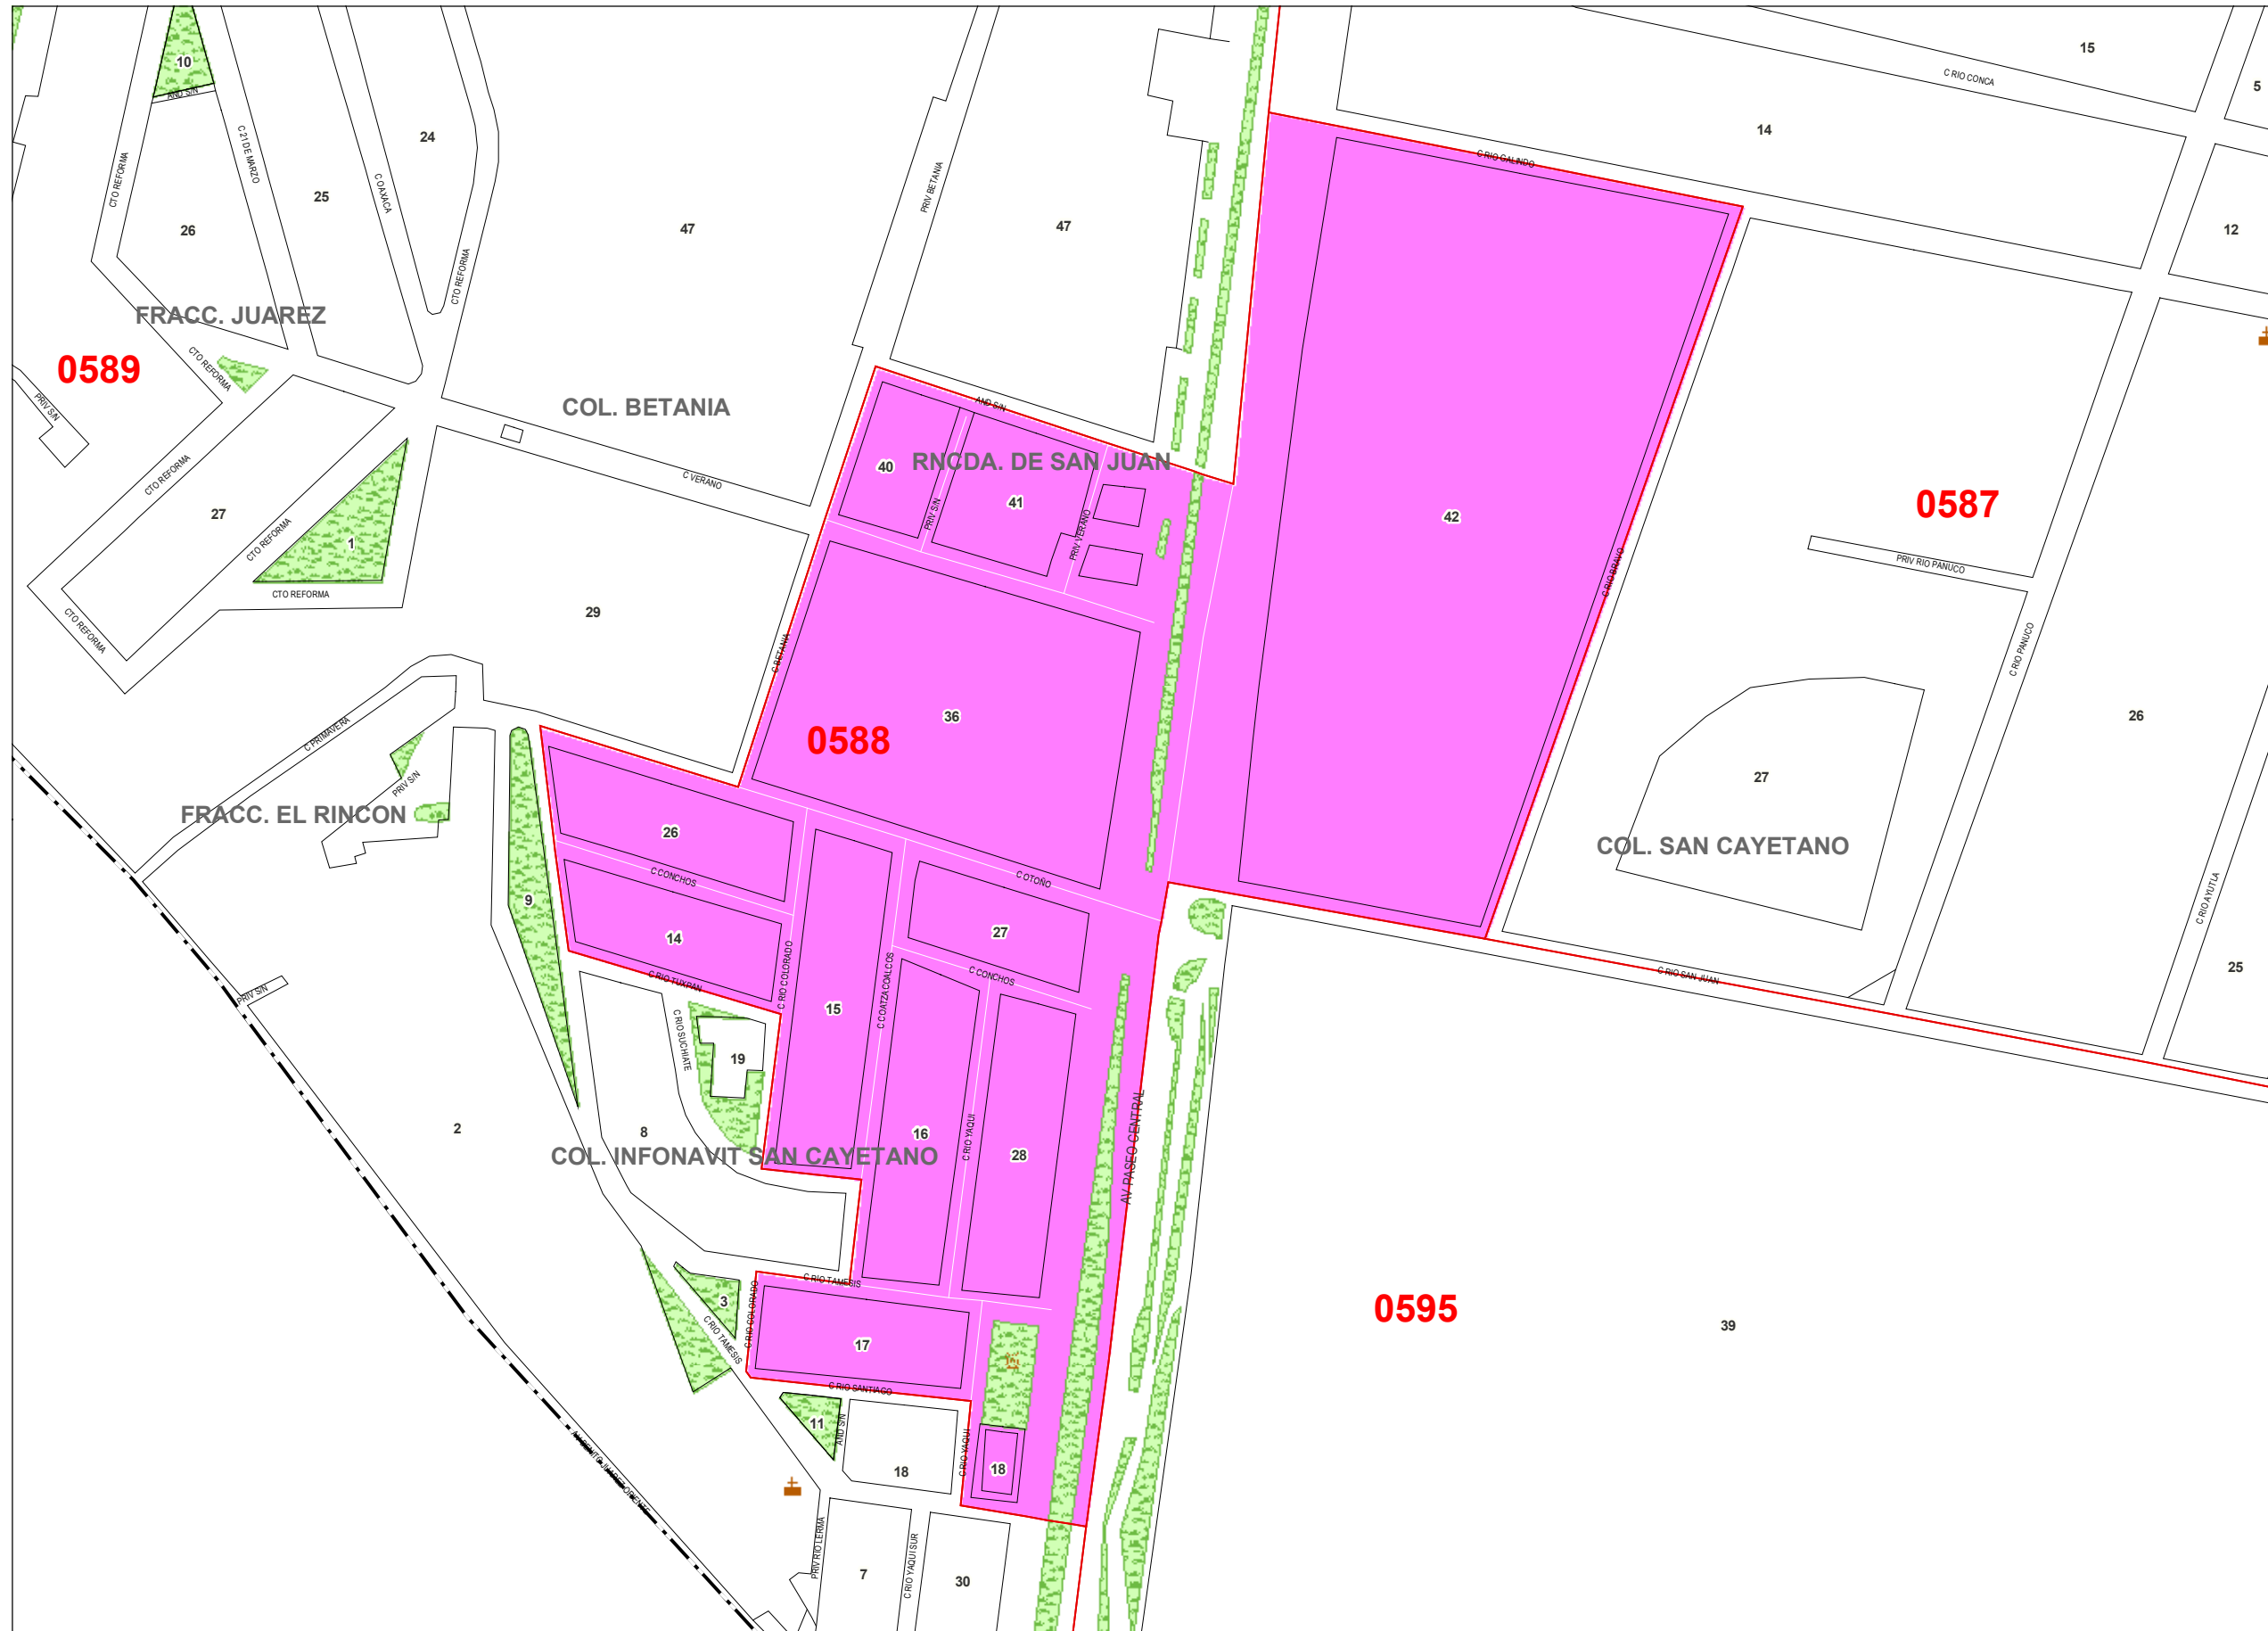 10
AND S/N
15
C RIO CONCA
5
24
14
C 21 DE MARZO
C RIO GALINDO
CTO REFORMA
C OAXACA
PRIV BETANIA
25
26
47
47
12
CTO REFORMA
FRACC. JUAREZ
CTO REFORMA
0589
PRIV S/N
COL. BETANIA
AND S/N
RNCDA. DE SAN JUAN
40
CTO REFORMA
C VERANO
41
0587
27
PRIV S/N
42
PRIV VERANO
CTO REFORMA
1
PRIV RIO PANUCO
C RIO BRAVO
CTO REFORMA
29
CTO REFORMA
C BETANIA
C RIO PANUCO
36
26
C PRIMAVERA
0588
PRIV S/N
27
FRACC. EL RINCON
26
COL. SAN CAYETANO
C CONCHOS
C OTOÑO
9
C RIO AYUTLA
14
27
C RIO COLORADO
C COATZACOALCOS
C CONCHOS
25
C RIO TUXPAN
C RIO SAN JUAN
PRIV S/N
15
C RIO SUCHIATE
19
2
8
16
C RIO YAQUI
28
AV PASEO CENTRAL
COL. INFONAVIT SAN CAYETANO
C RIO TAMESIS
3
C RIO COLORADO
0595
39
C RIO TAMESIS
17
C RIO SANTIAGO
11
AND S/N
C RIO YAQUI
18
18
AV BENITO JUAREZ ORIENTE
PRIV RIO LERMA
C RIO YAQUI SUR
7
30